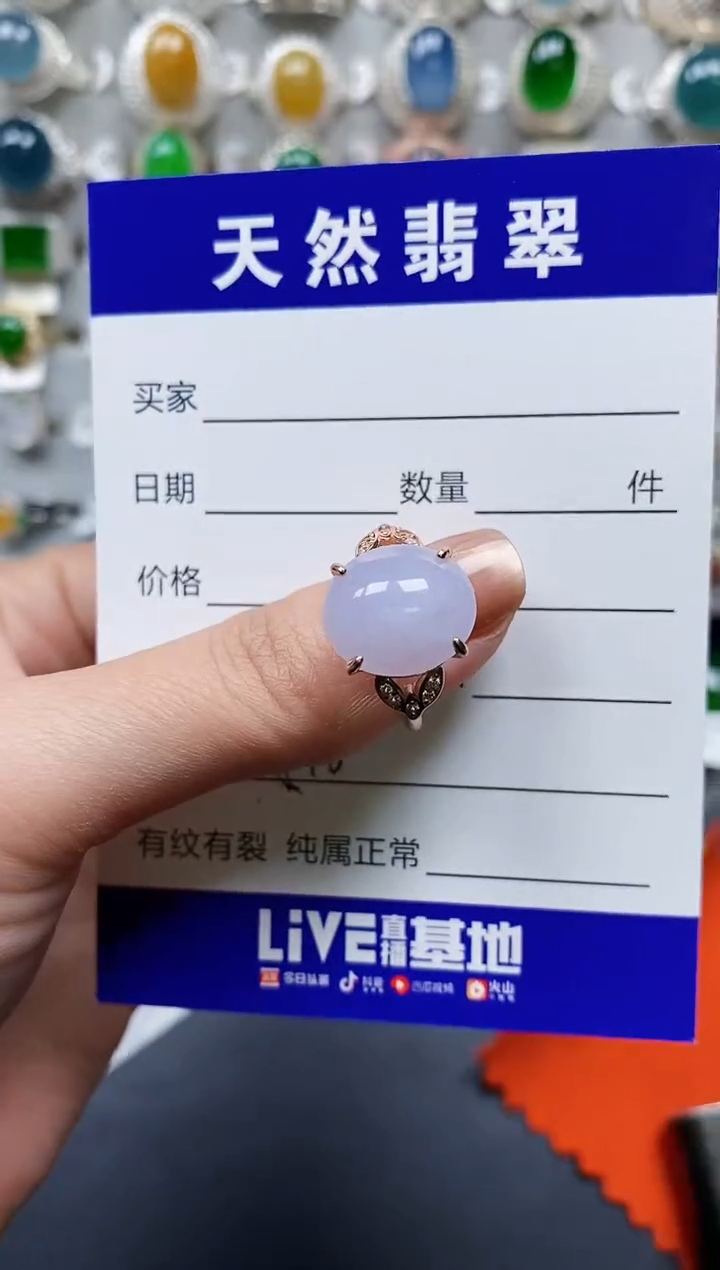 天然翡翠
买家
日期 数量 件
价格
有纹有裂 纯属正常
LiVE直播基地
今日头条 抖音 西瓜视频 火山